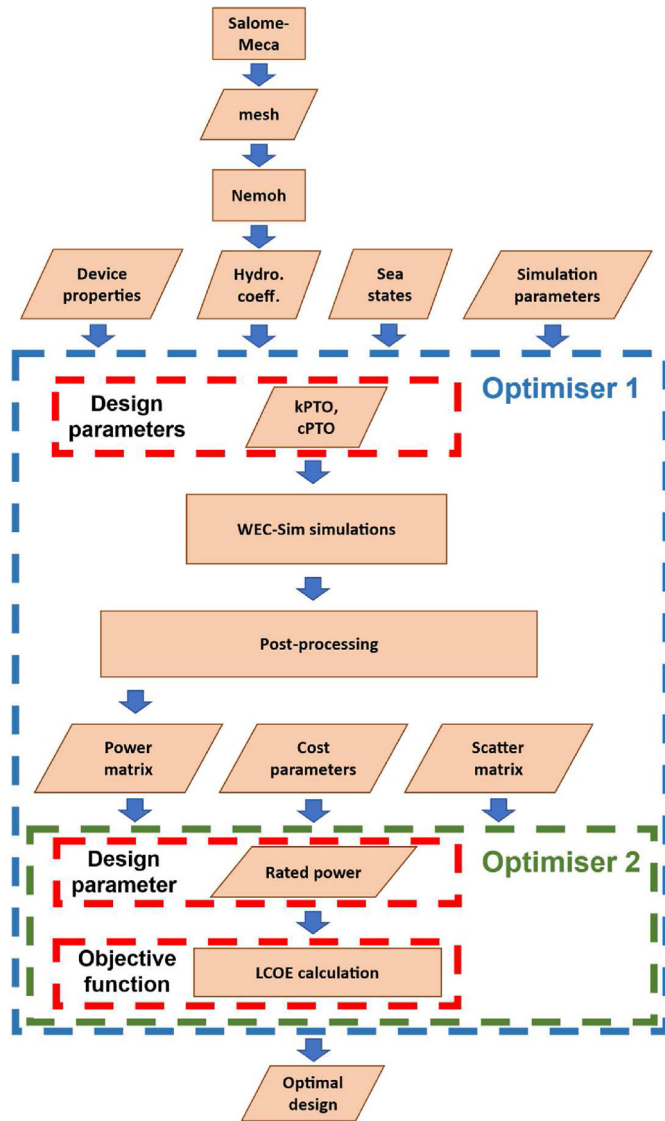 Salome-
Meca
mesh
Nemoh
Device
properties
Hydro.
coeff.
Sea
states
Simulation
parameters
Optimiser 1
Design
parameters
kPTO,
cPTO
WEC-Sim simulations
Post-processing
Power
matrix
Cost
parameters
Scatter
matrix
Optimiser 2
Design
parameter
Rated power
Objective
function
LCOE calculation
Optimal
design